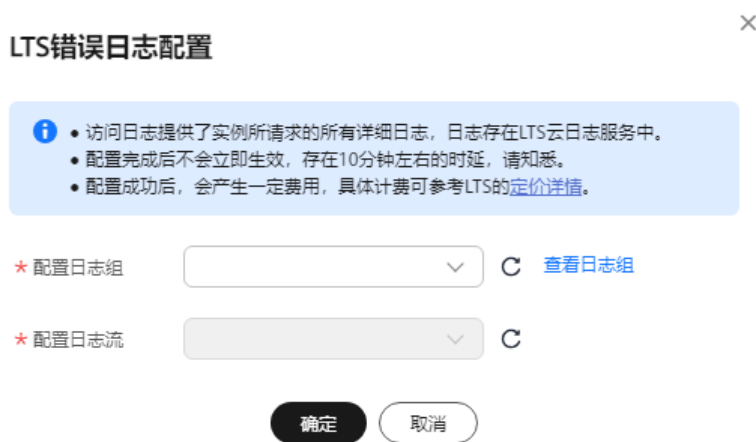 LTS错误日志配置
● 访问日志提供了实例所请求的所有详细日志，日志存在LTS云日志服务中。
● 配置完成后不会立即生效，存在10分钟左右的时延，请知悉。
● 配置成功后，会产生一定费用，具体计费可参考LTS的定价详情。
* 配置日志组 查看日志组
* 配置日志流
确定 取消